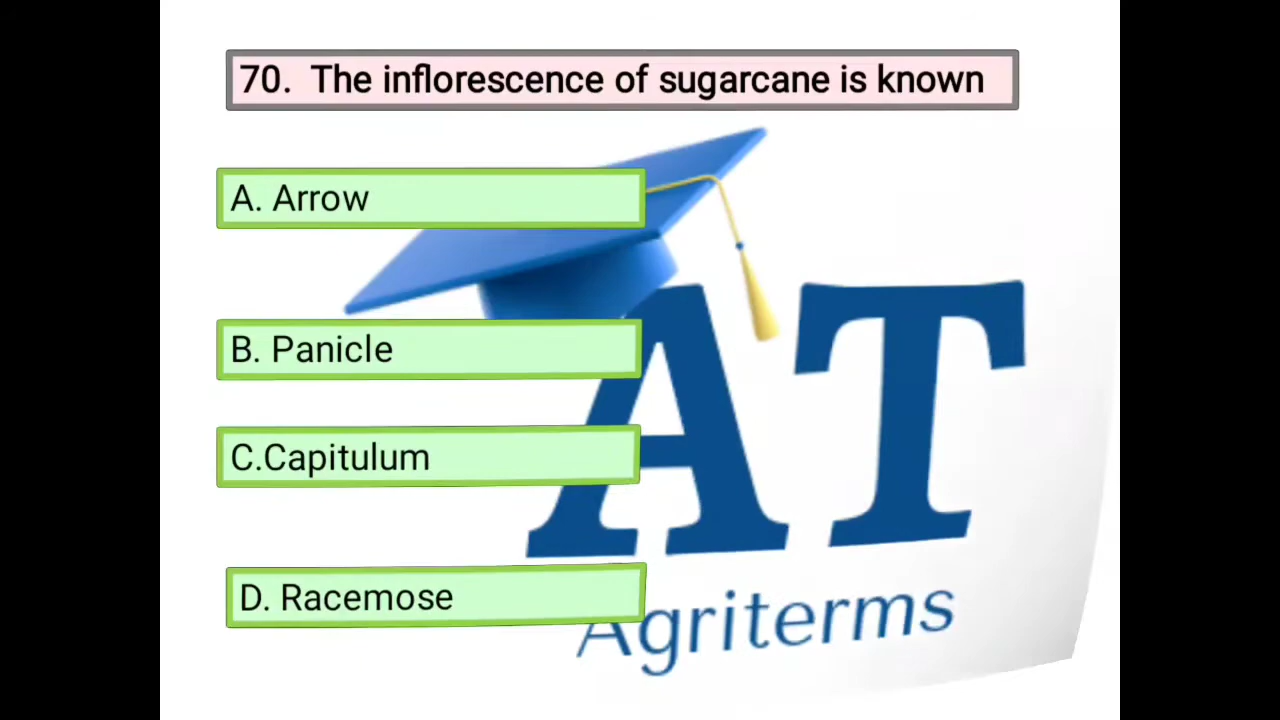 70. The inflorescence of sugarcane is known
A. Arrow
B. Panicle
C.Capitulum
D. Racemose
AT
Agriterms